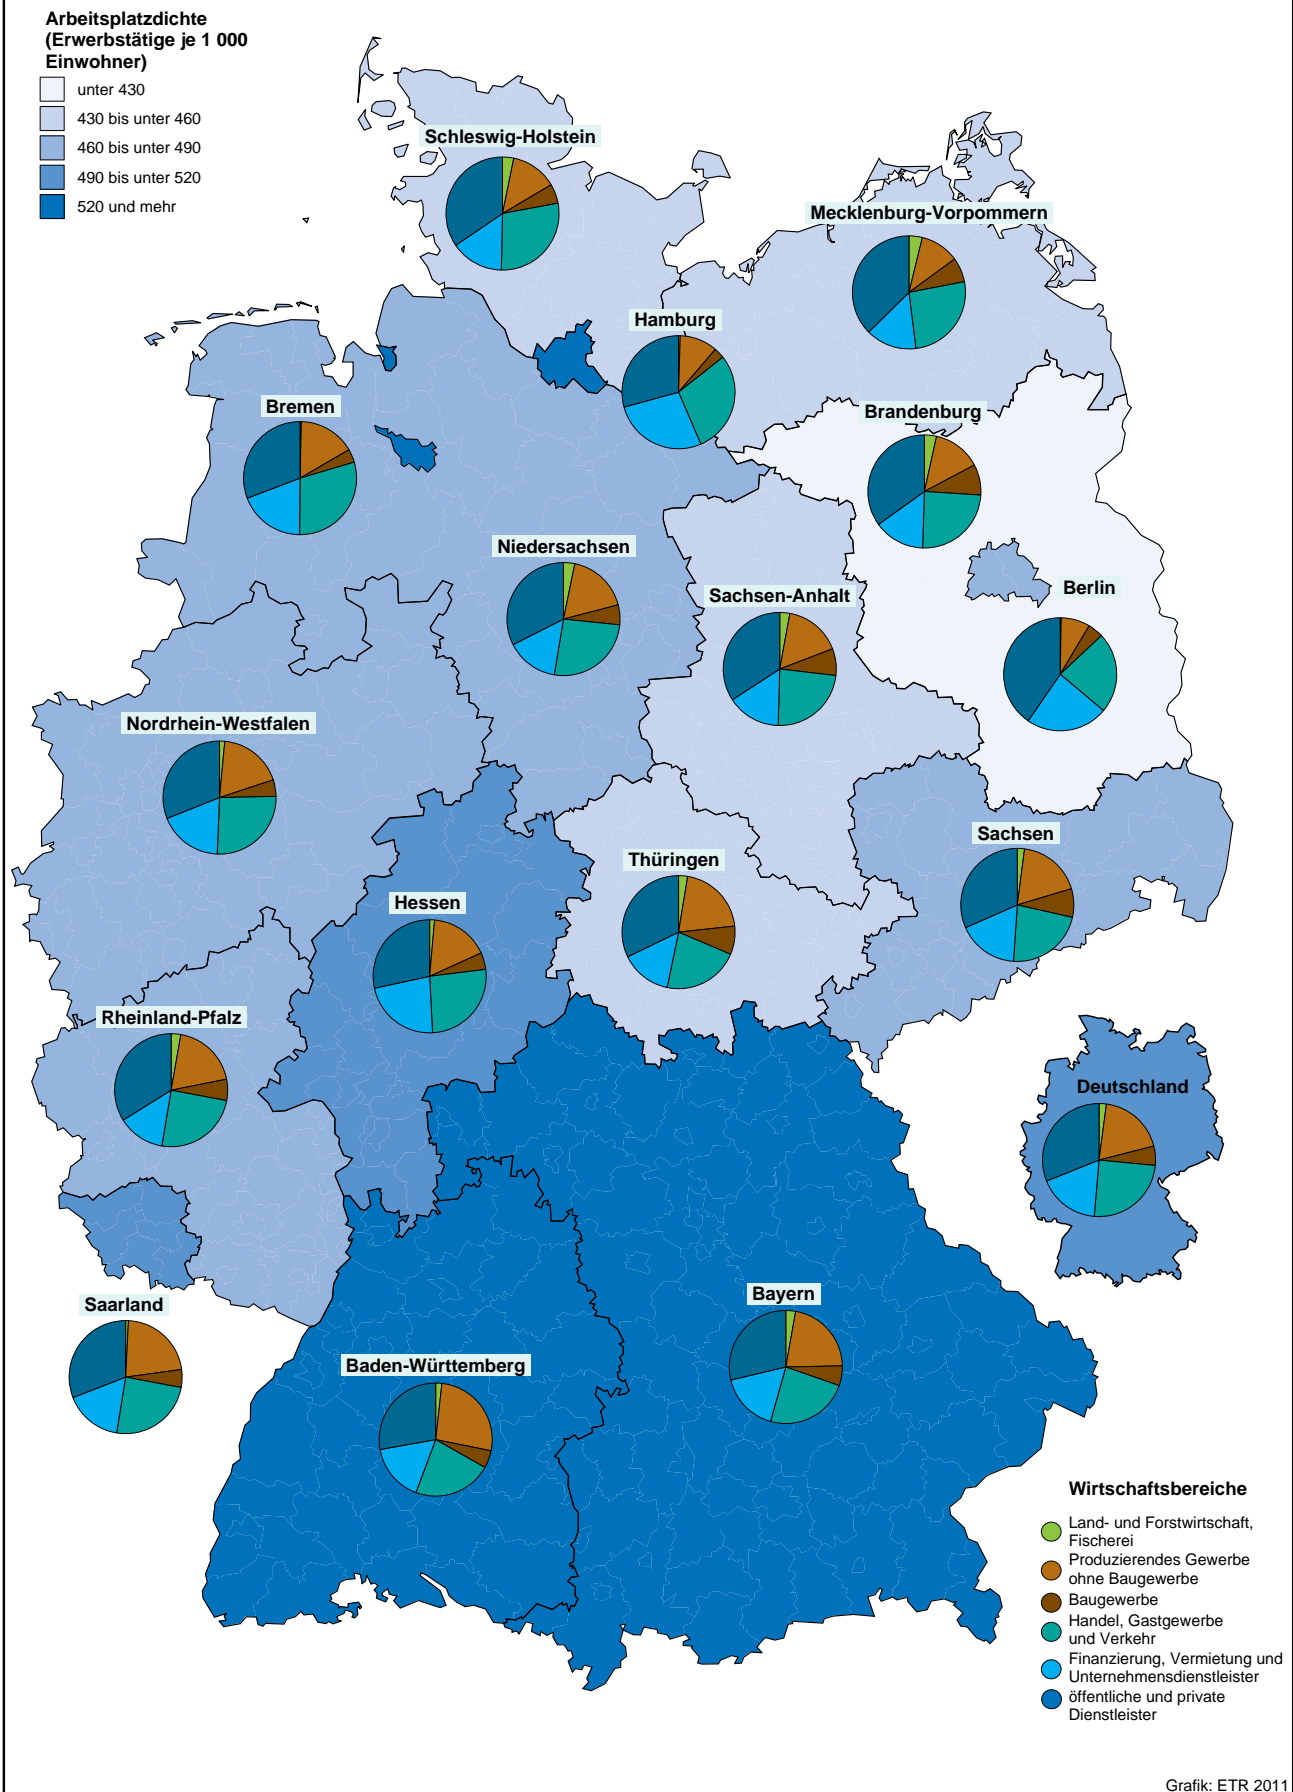 Arbeitsplatzdichte
(Erwerbstätige je 1 000
Einwohner)
unter 430
430 bis unter 460
460 bis unter 490
490 bis unter 520
520 und mehr
Schleswig-Holstein
Mecklenburg-Vorpommern
Hamburg
Bremen
Brandenburg
Niedersachsen
Sachsen-Anhalt
Berlin
Nordrhein-Westfalen
Sachsen
Thüringen
Hessen
Rheinland-Pfalz
Deutschland
Saarland
Bayern
Baden-Württemberg
Wirtschaftsbereiche
Land- und Forstwirtschaft,
Fischerei
Produzierendes Gewerbe
ohne Baugewerbe
Baugewerbe
Handel, Gastgewerbe
und Verkehr
Finanzierung, Vermietung und
Unternehmensdienstleister
öffentliche und private
Dienstleister
Grafik: ETR 2011